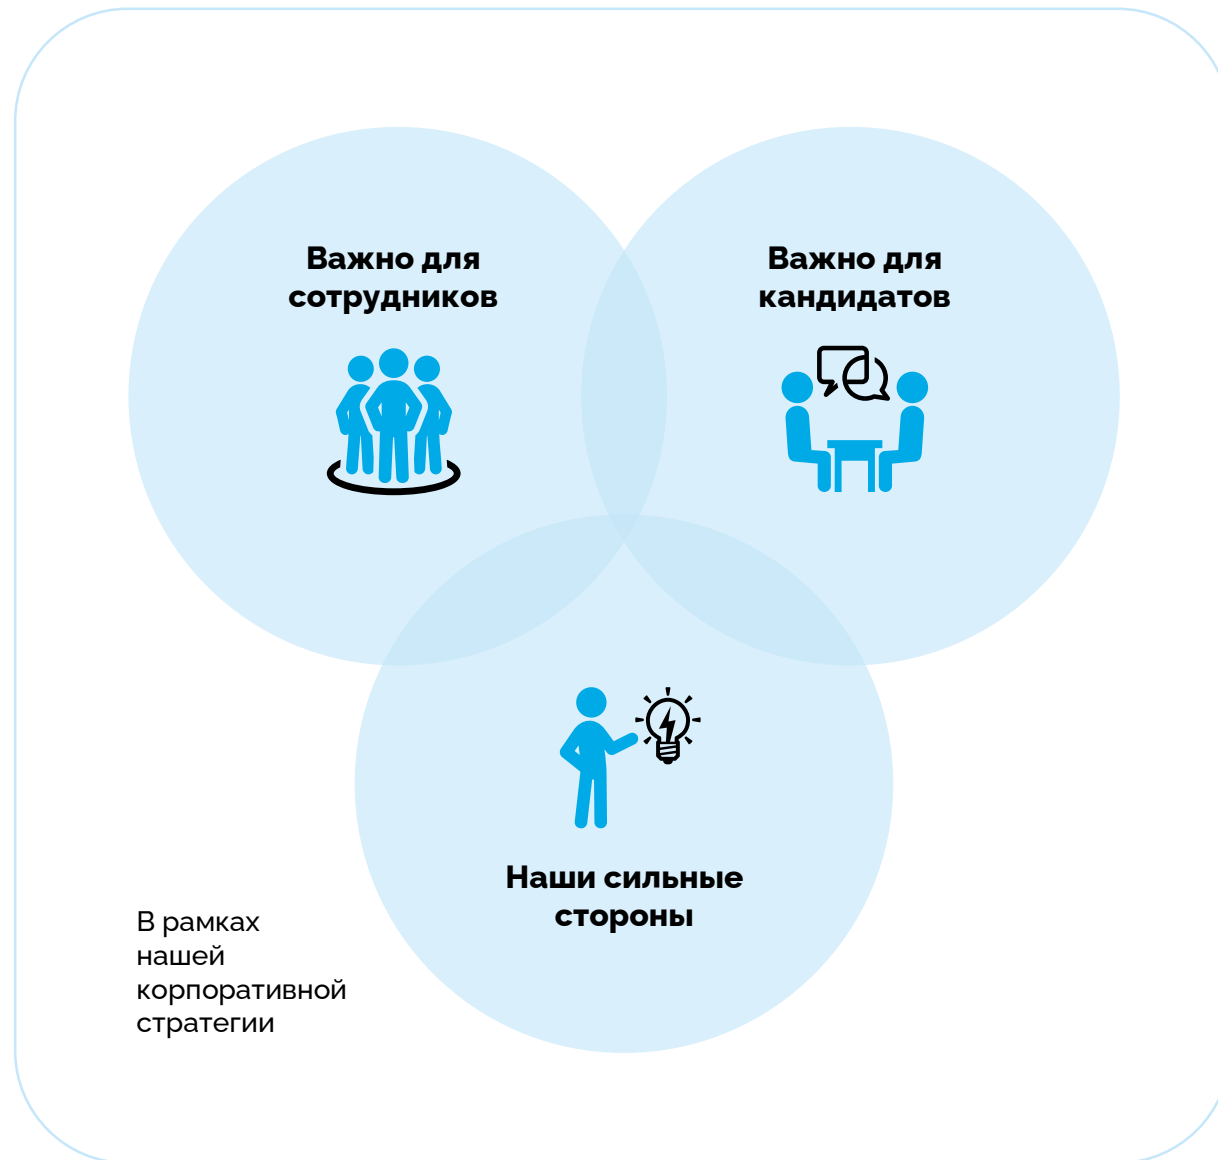 Важно для
сотрудников
Важно для
кандидатов
Наши сильные
стороны
В рамках
нашей
корпоративной
стратегии